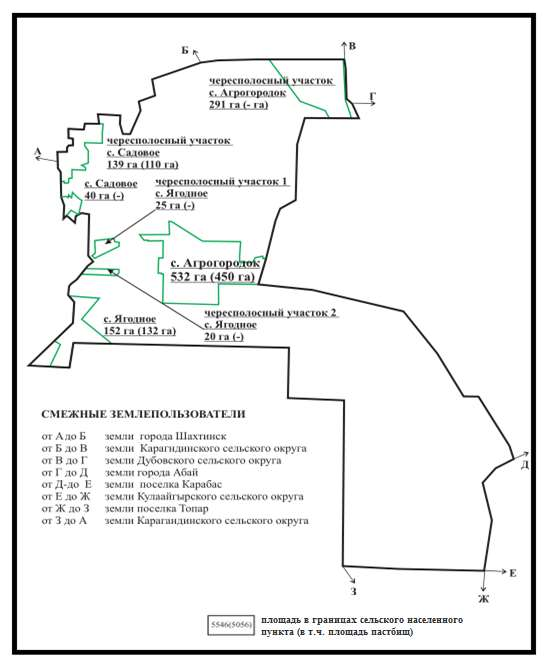 В
Б
чересполосный участок
с. Агрогородок
291 га (- га)
Г
чересполосный участок
с. Садовое
139 га (110 га)
А
с. Садовое
40 га (-)
чересполосный участок 1
с. Ягодное
25 га (-)
с. Агрогородок
532 га (450 га)
чересполосный участок 2
с. Ягодное
20 га (-)
с. Ягодное
152 га (132 га)
СМЕЖНЫЕ ЗЕМЛЕПОЛЬЗОВАТЕЛИ
от А до Б земли города Шахтинск
от Б до В земли Карагндинского сельского округа
от В до Г земли Дубовского сельского округа
от Г до Д земли города Абай
от Д-до Е земли поселка Карабас
от Е до Ж земли Кулаайгырского сельского округа
от Ж до З земли поселка Топар
от З до А земли Карагандинского сельского округа
Д
Е
З
Ж
5546(5056)
площадь в границах сельского населенного
пункта (в т.ч. площадь пастбищ)